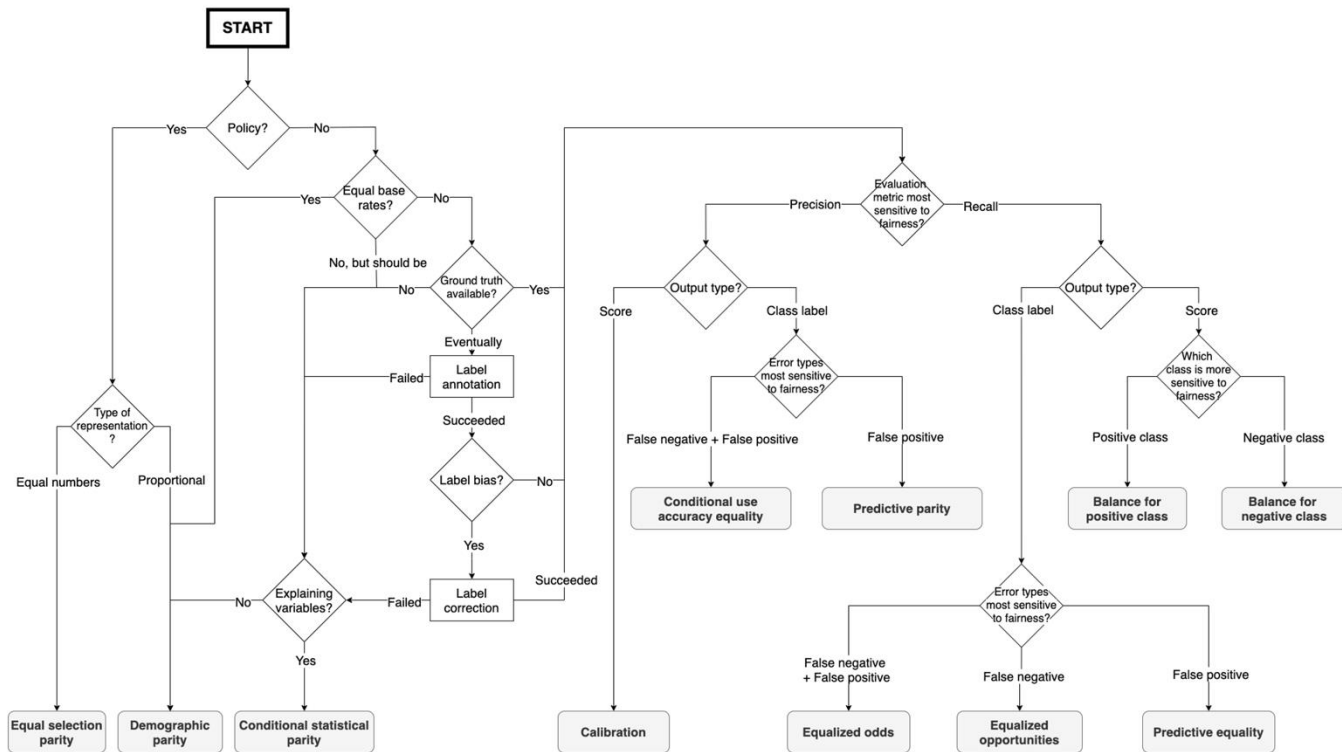 START
Policy?
Yes
No
Equal base
rates?
Yes
No
No, but should be
Ground truth
available?
No
Yes
Eventually
Label
annotation
Failed
Succeeded
Label bias?
No
Yes
Label
correction
Failed
Succeeded
Type of
representation
?
Equal numbers
Proportional
Explaining
variables?
No
Yes
Equal selection
parity
Demographic
parity
Conditional statistical
parity
Evaluation
metric most
sensitive to
fairness?
Precision
Recall
Output type?
Score
Class label
Error types
most sensitive
to fairness?
False negative + False positive
False positive
Conditional use
accuracy equality
Predictive parity
Calibration
Output type?
Class label
Score
Which
class is more
sensitive to
fairness?
Positive class
Negative class
Balance for
positive class
Balance for
negative class
Error types
most sensitive
to fairness?
False negative
+ False positive
False negative
False positive
Equalized odds
Equalized
opportunities
Predictive equality